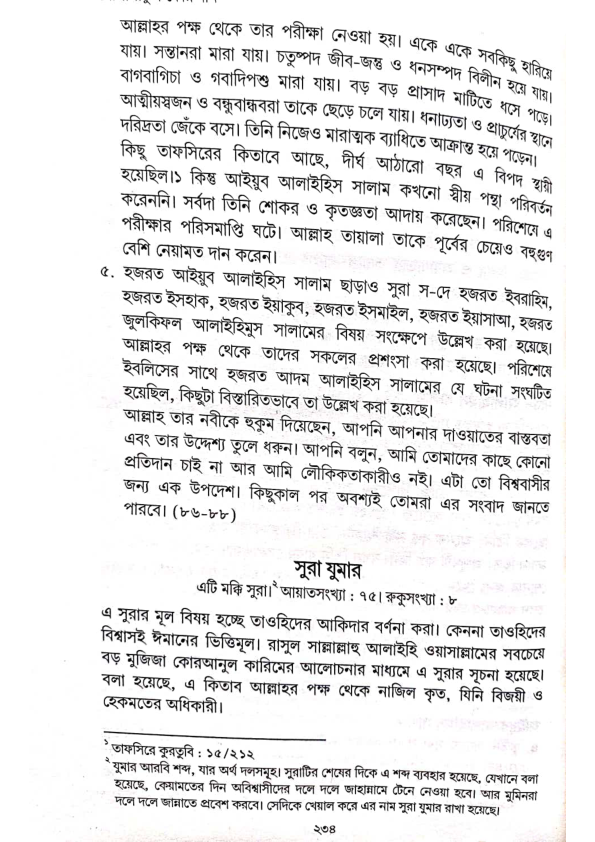 আল্লাহর পক্ষ থেকে তার পরীক্ষা নেওয়া হয়। একে একে সবকিছু হারিয়ে
যায়। সন্তানরা মারা যায়। চতুষ্পদ জীব-জন্তু ও ধনসম্পদ বিলীন হয়ে যায়।
বাগবাগিচা ও গবাদিপশু মারা যায়। বড় বড় প্রাসাদ মাটিতে ধসে পড়ে।
আত্মীয়স্বজন ও বন্ধুবান্ধবরা তাকে ছেড়ে চলে যায়। ধনাঢ্যতা ও প্রাচুর্যের স্থানে
দরিদ্রতা জেঁকে বসে। তিনি নিজেও মারাত্মক ব্যাধিতে আক্রান্ত হয়ে পড়েন।
কিছু তাফসিরের কিতাবে আছে, দীর্ঘ আঠারো বছর এ বিপদ স্থায়ী
হয়েছিল।১ কিন্তু আইয়ুব আলাইহিস সালাম কখনো স্বীয় পন্থা পরিবর্তন
করেননি। সর্বদা তিনি শোকর ও কৃতজ্ঞতা আদায় করেছেন। পরিশেষে এ
পরীক্ষার পরিসমাপ্তি ঘটে। আল্লাহ তায়ালা তাকে পূর্বের চেয়েও বহুগুণ
বেশি নেয়ামত দান করেন।
৫. হজরত আইয়ুব আলাইহিস সালাম ছাড়াও সুরা স-দে হজরত ইবরাহিম,
হজরত ইসহাক, হজরত ইয়াকুব, হজরত ইসমাইল, হজরত ইয়াসাআ, হজরত
জুলকিফল আলাইহিমুস সালামের বিষয় সংক্ষেপে উল্লেখ করা হয়েছে।
আল্লাহর পক্ষ থেকে তাদের সকলের প্রশংসা করা হয়েছে। পরিশেষে
ইবলিসের সাথে হজরত আদম আলাইহিস সালামের যে ঘটনা সংঘটিত
হয়েছিল, কিছুটা বিস্তারিতভাবে তা উল্লেখ করা হয়েছে।
আল্লাহ তার নবীকে হুকুম দিয়েছেন, আপনি আপনার দাওয়াতের বাস্তবতা
এবং তার উদ্দেশ্য তুলে ধরুন। আপনি বলুন, আমি তোমাদের কাছে কোনো
প্রতিদান চাই না আর আমি লৌকিকতাকারীও নই। এটা তো বিশ্ববাসীর
জন্য এক উপদেশ। কিছুকাল পর অবশ্যই তোমরা এর সংবাদ জানতে
পারবে। (৮৬-৮৮)
সুরা যুমার
এটি মক্কি সুরা।২ আয়াতসংখ্যা : ৭৫। রুকুসংখ্যা : ৮
এ সুরার মূল বিষয় হচ্ছে তাওহিদের আকিদার বর্ণনা করা। কেননা তাওহিদের
বিশ্বাসই ঈমানের ভিত্তিমূল। রাসুল সাল্লাল্লাহু আলাইহি ওয়াসাল্লামের সবচেয়ে
বড় মুজিজা কোরআনুল কারিমের আলোচনার মাধ্যমে এ সুরার সূচনা হয়েছে।
বলা হয়েছে, এ কিতাব আল্লাহর পক্ষ থেকে নাজিল কৃত, যিনি বিজয়ী ও
হেকমতের অধিকারী।
১ তাফসিরে কুরতুবি : ১৫/২১২
২ যুমার আরবি শব্দ, যার অর্থ দলসমূহ। সুরাটির শেষের দিকে এ শব্দ ব্যবহার হয়েছে, যেখানে বলা
হয়েছে, কেয়ামতের দিন অবিশ্বাসীদের দলে দলে জাহান্নামে টেনে নেওয়া হবে। আর মুমিনরা
দলে দলে জান্নাতে প্রবেশ করবে। সেদিকে খেয়াল করে এর নাম সুরা যুমার রাখা হয়েছে।
২৩৪